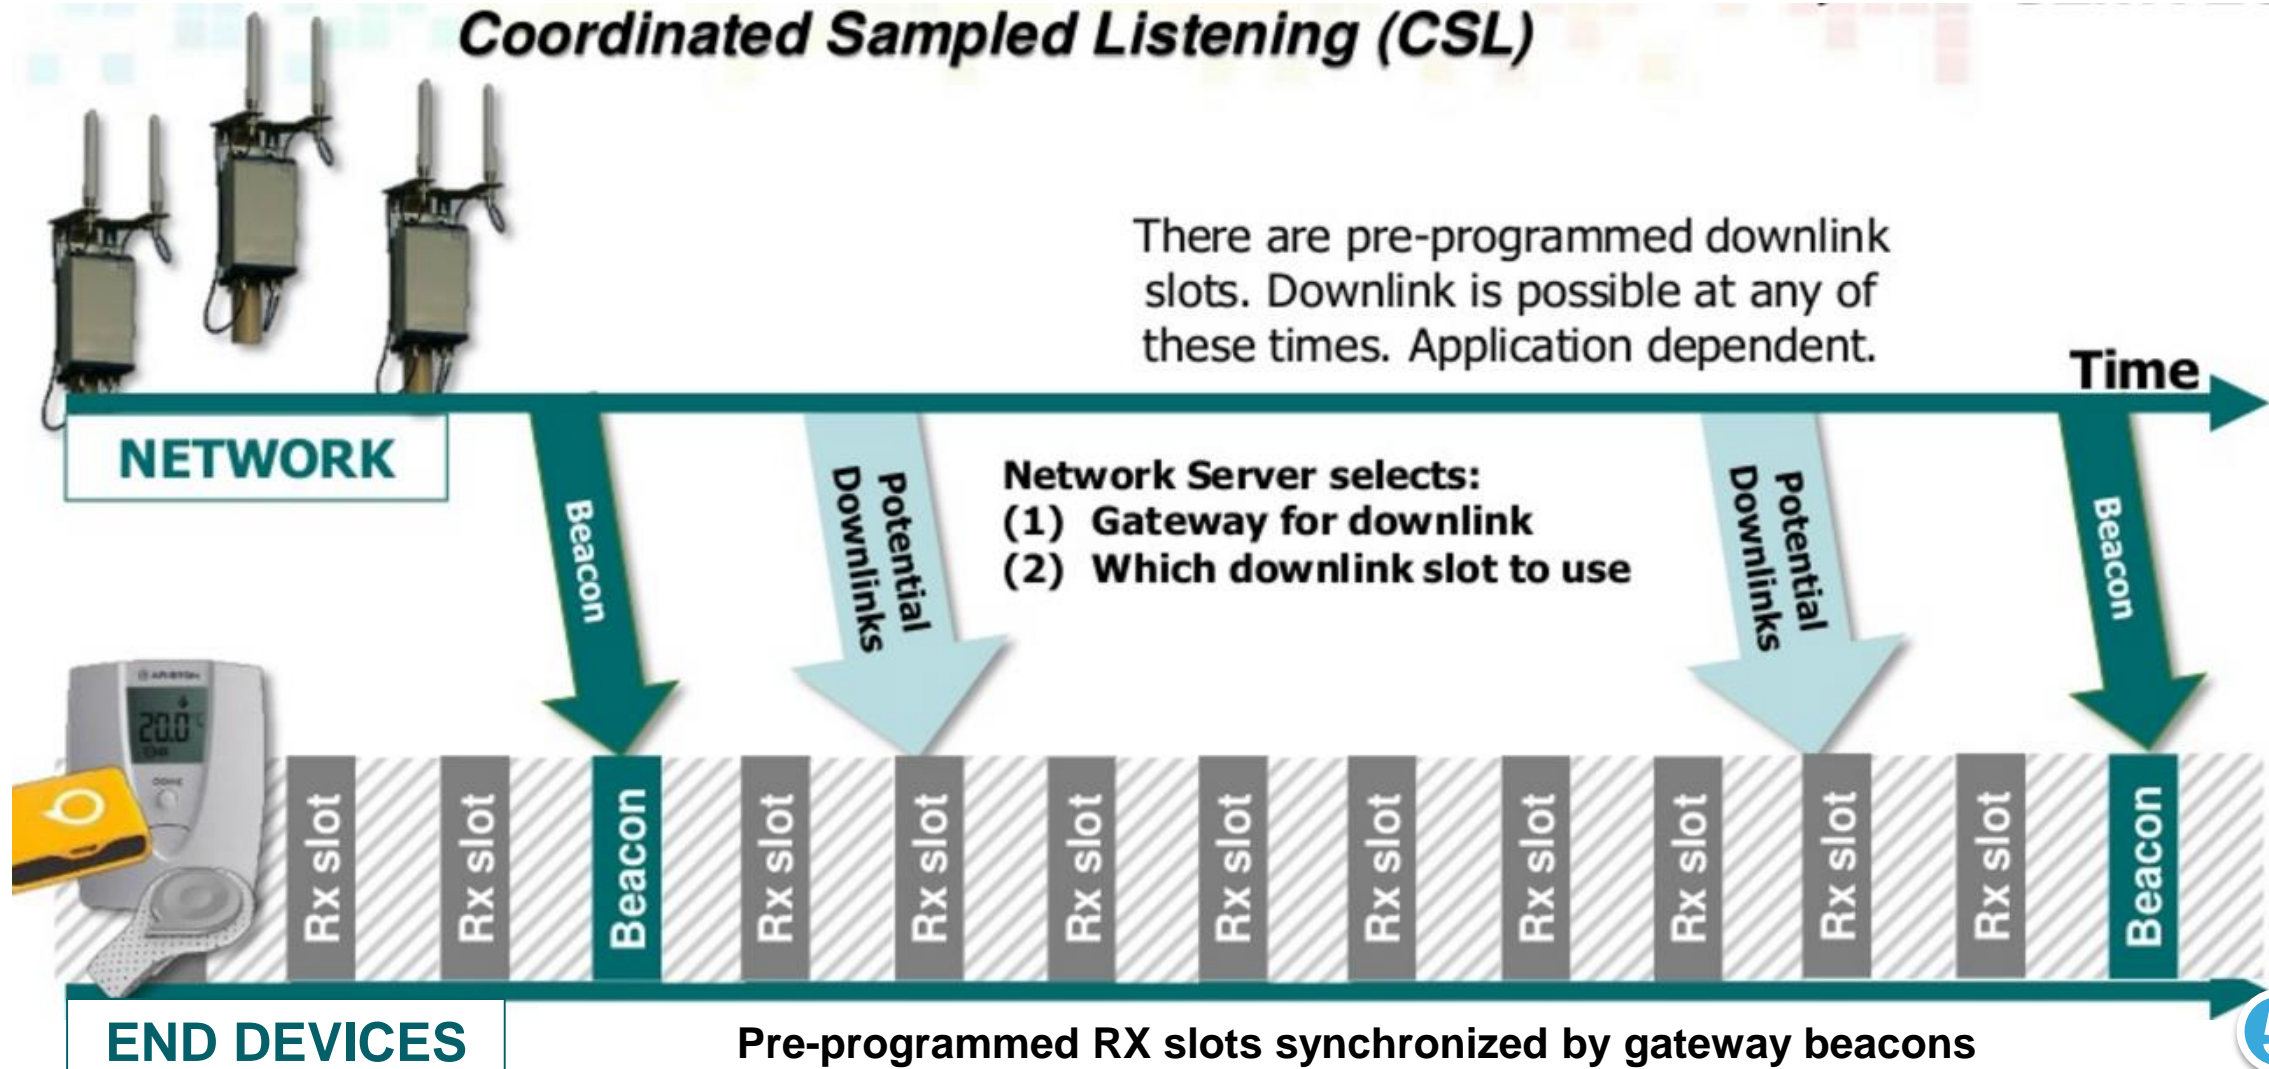 Coordinated Sampled Listening (CSL)
There are pre-programmed downlink
slots. Downlink is possible at any of
these times. Application dependent.
Time
NETWORK
Beacon
Potential
Downlinks
Network Server selects:
(1) Gateway for downlink
(2) Which downlink slot to use
Potential
Downlinks
Beacon
20.0
Rx slot
Rx slot
Beacon
Rx slot
Rx slot
Rx slot
Rx slot
Rx slot
Rx slot
Rx slot
Rx slot
Rx slot
Beacon
END DEVICES
Pre-programmed RX slots synchronized by gateway beacons